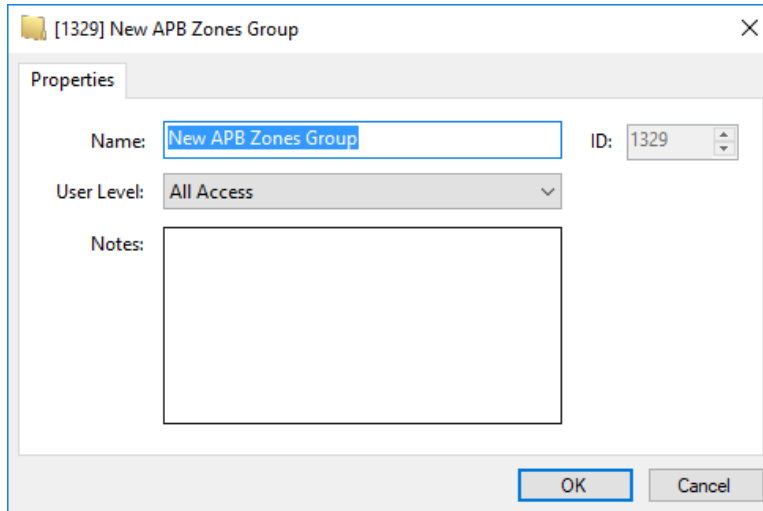 [1329] New APB Zones Group
Properties
Name: New APB Zones Group ID: 1329
User Level: All Access
Notes:
OK Cancel